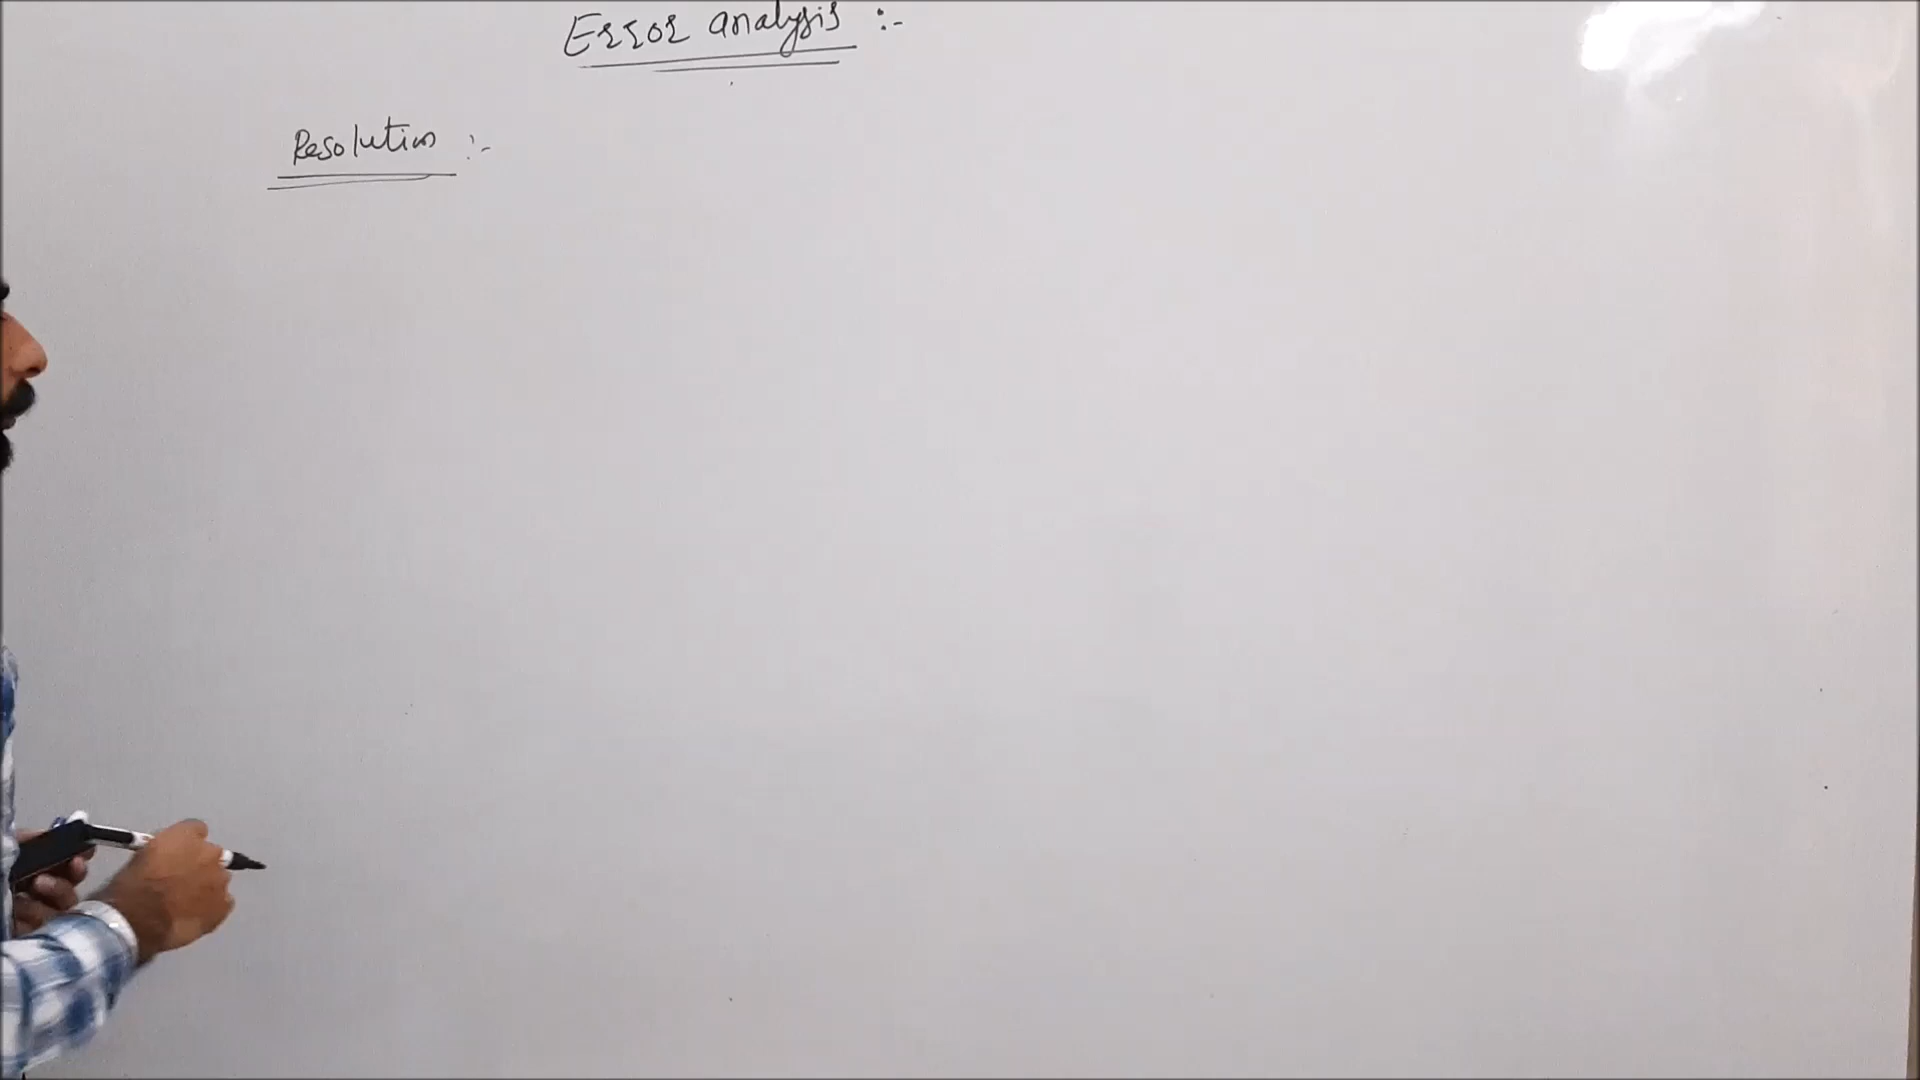 Error analysis :-
Resolution :-